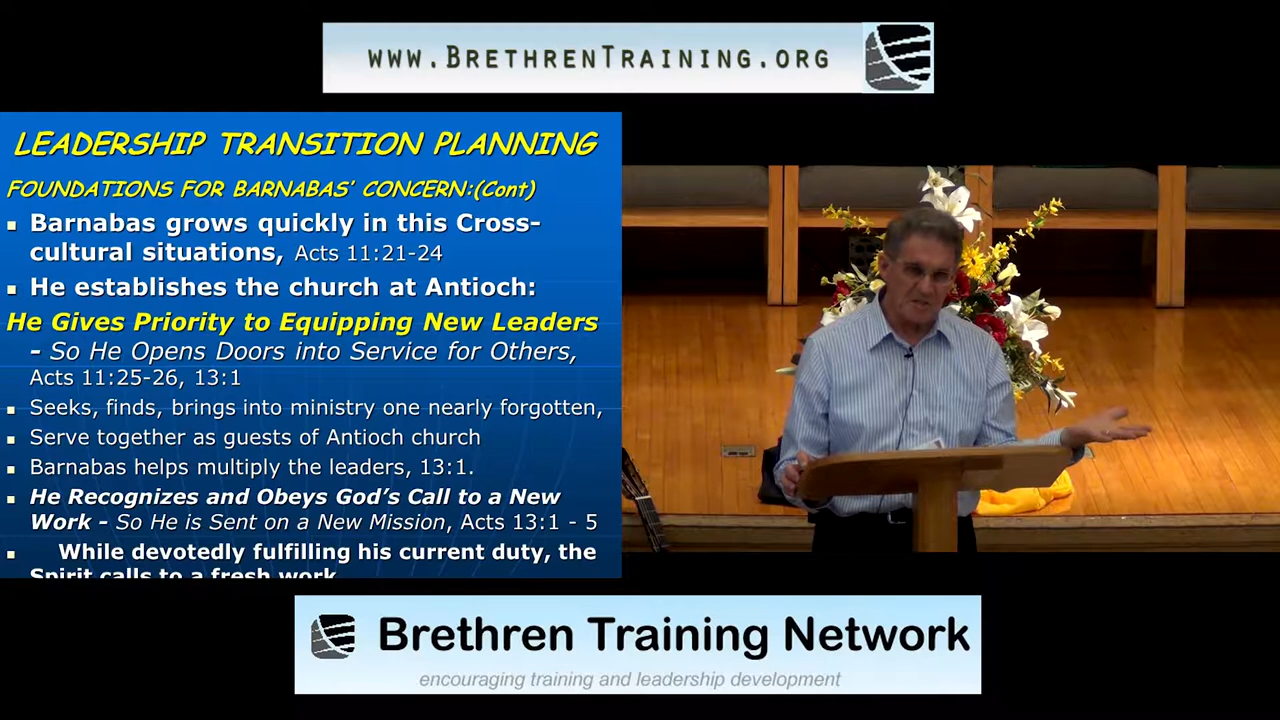 www.BrethrenTraining.org
LEADERSHIP TRANSITION PLANNING
FOUNDATIONS FOR BARNABAS' CONCERN:(Cont)
Barnabas grows quickly in this Cross-
cultural situations, Acts 11:21-24
He establishes the church at Antioch:
He Gives Priority to Equipping New Leaders
- So He Opens Doors into Service for Others,
Acts 11:25-26, 13:1
Seeks, finds, brings into ministry one nearly forgotten,
Serve together as guests of Antioch church
Barnabas helps multiply the leaders, 13:1.
He Recognizes and Obeys God's Call to a New
Work - So He is Sent on a New Mission, Acts 13:1 - 5
While devotedly fulfilling his current duty, the
Spirit calls to a fresh work
Brethren Training Network
encouraging training and leadership development